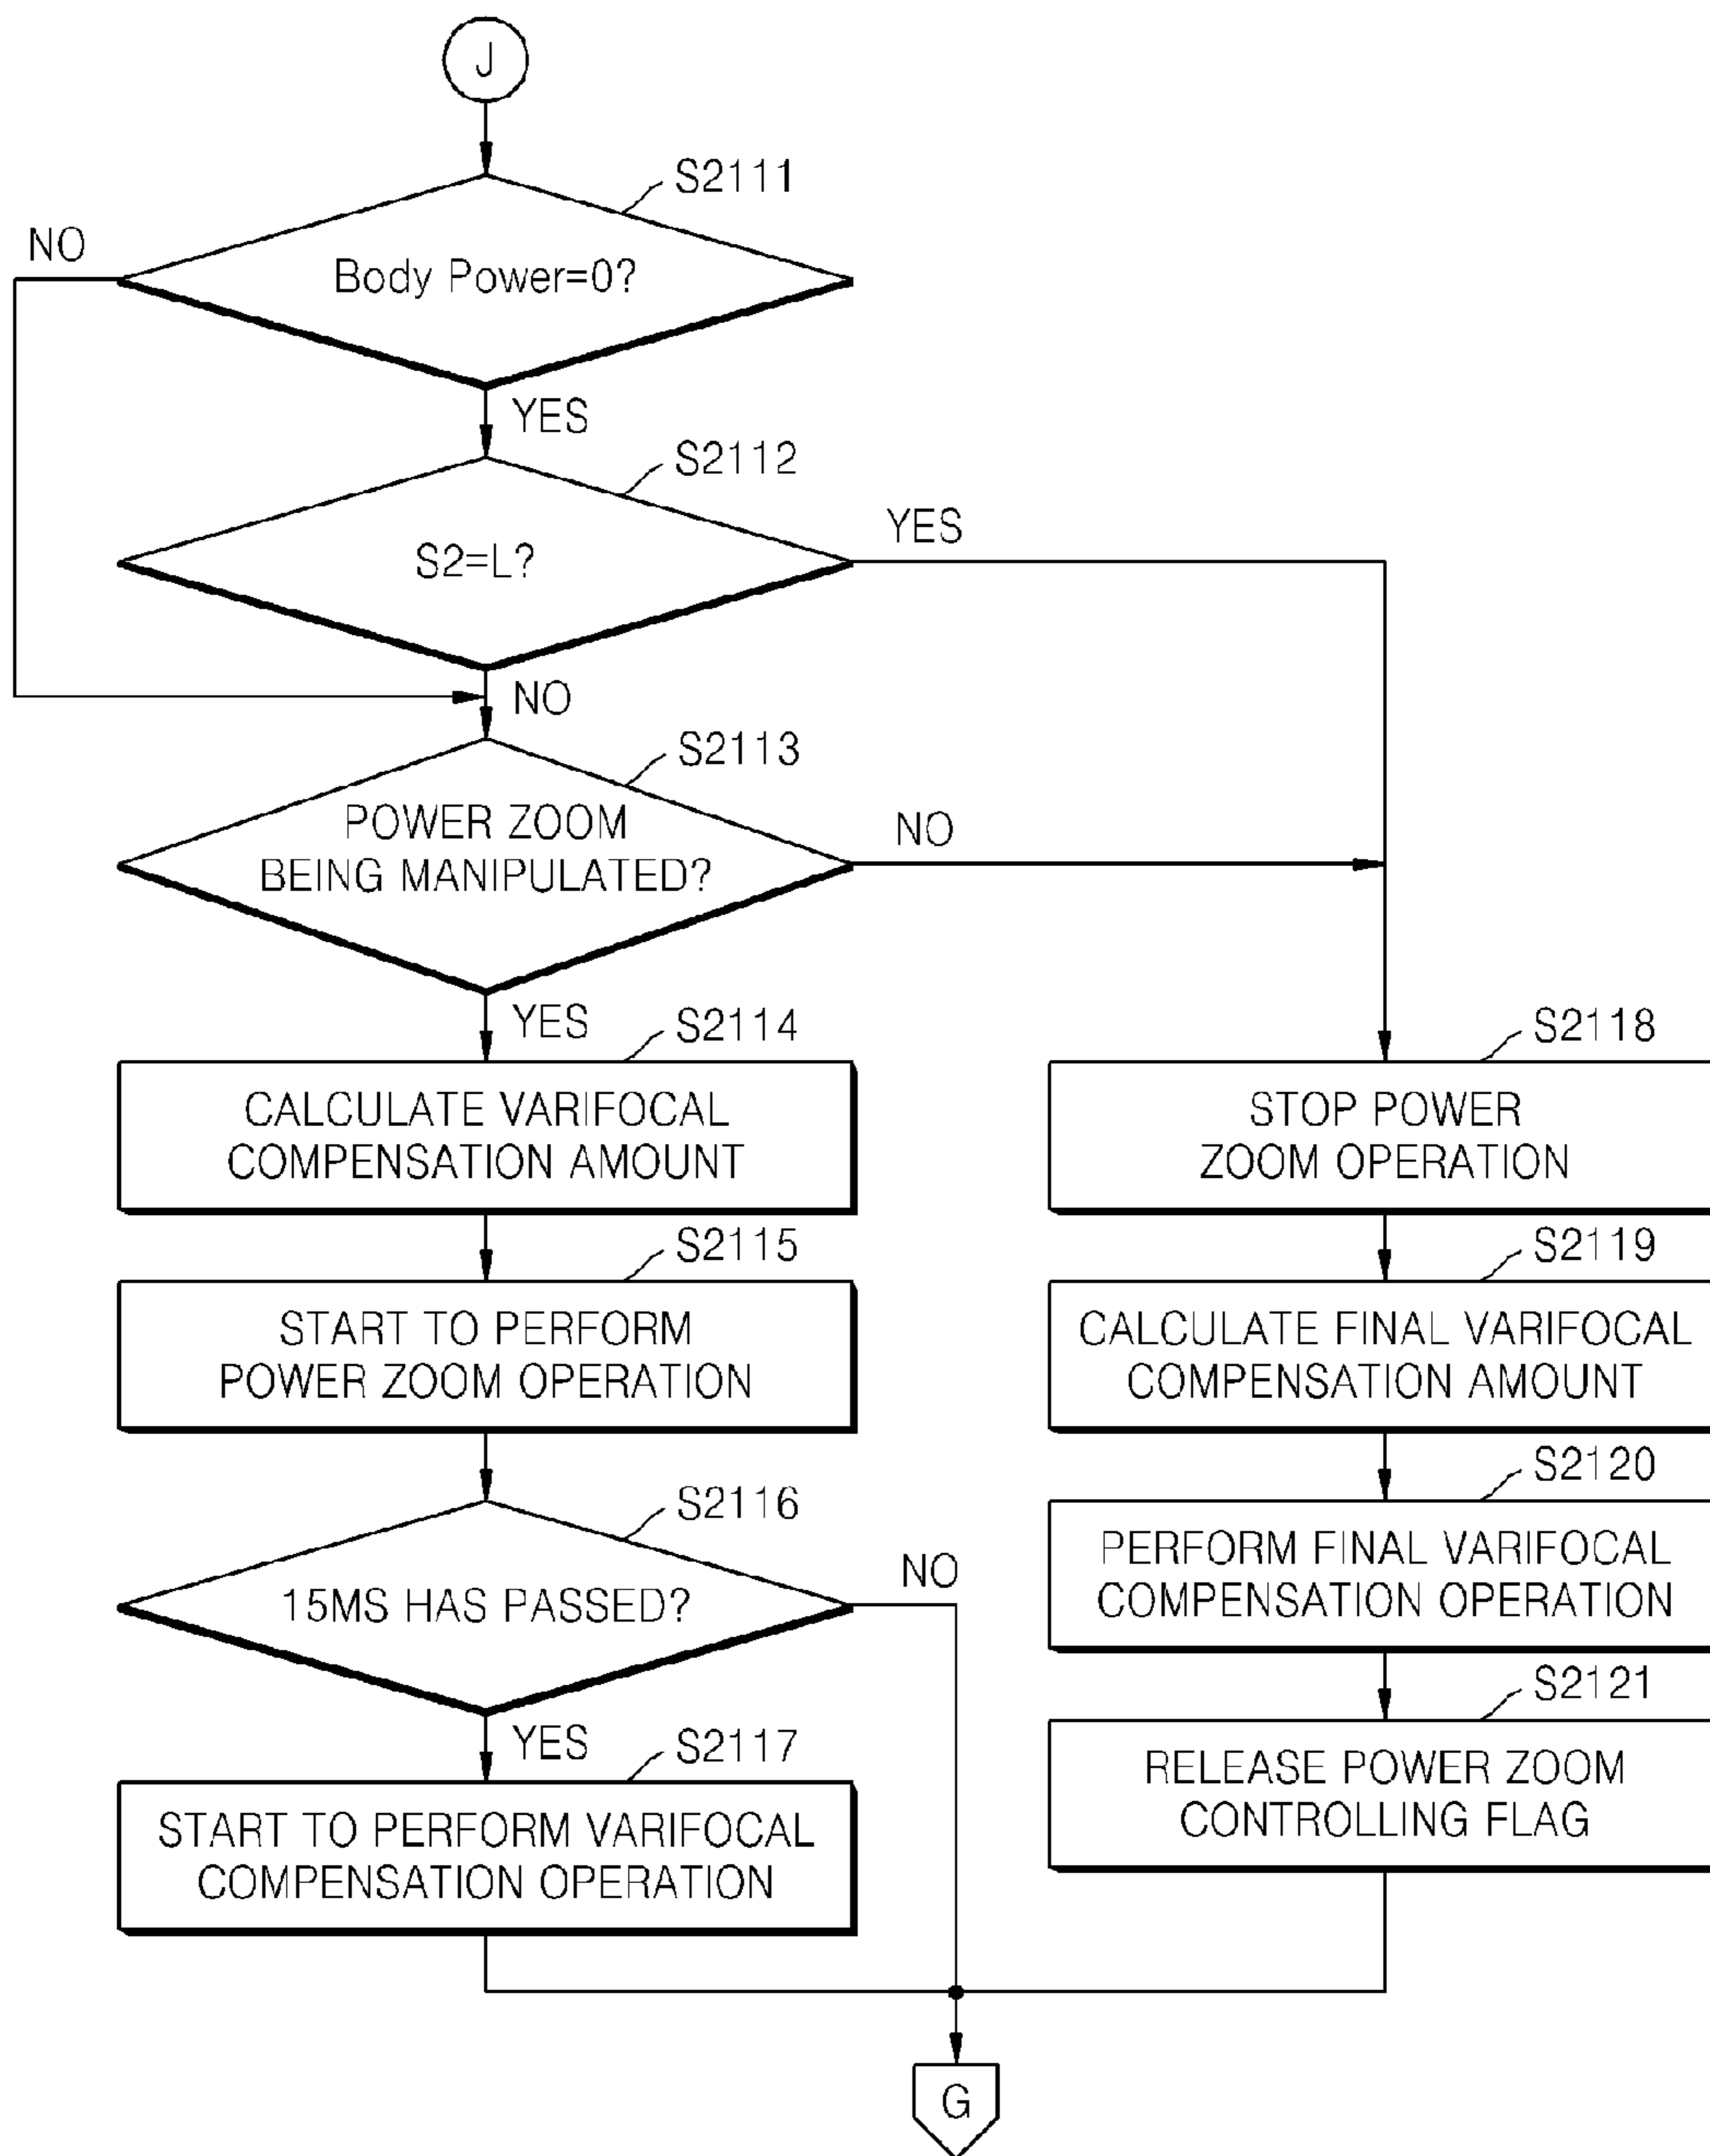 J
S2111
NO
Body Power=0?
YES
S2112
YES
S2=L?
NO
S2113
POWER ZOOM
BEING MANIPULATED?
NO
YES
S2114
CALCULATE VARIFOCAL
COMPENSATION AMOUNT
S2115
START TO PERFORM
POWER ZOOM OPERATION
S2116
15MS HAS PASSED?
NO
YES
S2117
START TO PERFORM VARIFOCAL
COMPENSATION OPERATION
S2118
STOP POWER
ZOOM OPERATION
S2119
CALCULATE FINAL VARIFOCAL
COMPENSATION AMOUNT
S2120
PERFORM FINAL VARIFOCAL
COMPENSATION OPERATION
S2121
RELEASE POWER ZOOM
CONTROLLING FLAG
G